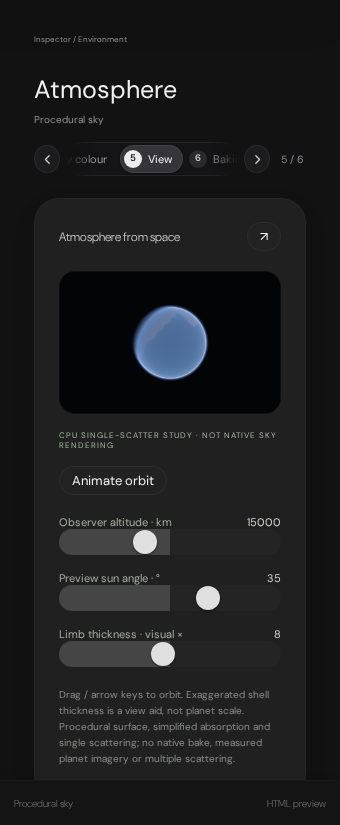 Inspector / Environment
Atmosphere
Procedural sky
colour 5 View 6 5 / 6
Atmosphere from space
CPU SINGLE-SCATTER STUDY · NOT NATIVE SKY
RENDERING
Animate orbit
Observer altitude · km 15000
Preview sun angle · ° 35
Limb thickness · visual × 8
Drag / arrow keys to orbit. Exaggerated shell
thickness is a view aid, not planet scale.
Procedural surface, simplified absorption and
single scattering; no native bake, measured
planet imagery or multiple scattering.
Procedural sky HTML preview